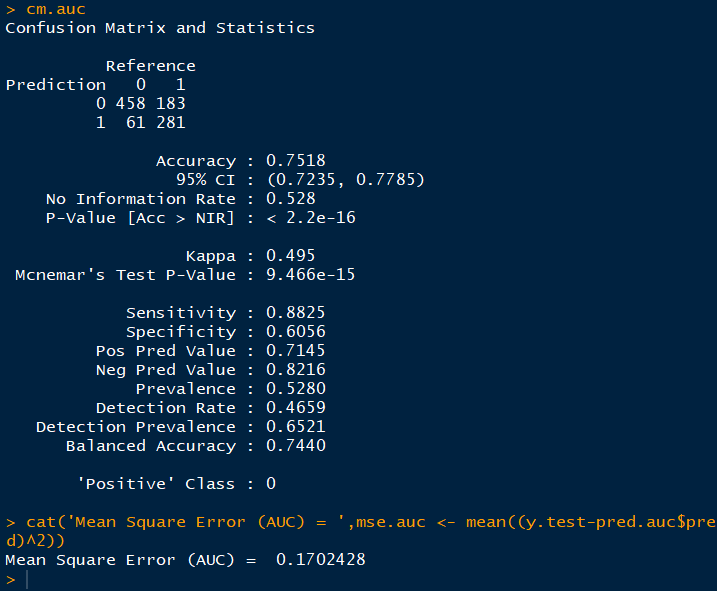 > cm.auc
Confusion Matrix and Statistics
Reference
Prediction 0 1
0 458 183
1 61 281
Accuracy : 0.7518
95% CI : (0.7235, 0.7785)
No Information Rate : 0.528
P-Value [Acc > NIR] : < 2.2e-16
Kappa : 0.495
Mcnemar's Test P-Value : 9.466e-15
Sensitivity : 0.8825
Specificity : 0.6056
Pos Pred Value : 0.7145
Neg Pred Value : 0.8216
Prevalence : 0.5280
Detection Rate : 0.4659
Detection Prevalence : 0.6521
Balanced Accuracy : 0.7440
'Positive' Class : 0
> cat('Mean Square Error (AUC) = ',mse.auc <- mean((y.test-pred.auc$pre
d)^2))
Mean Square Error (AUC) =  0.1702428
>